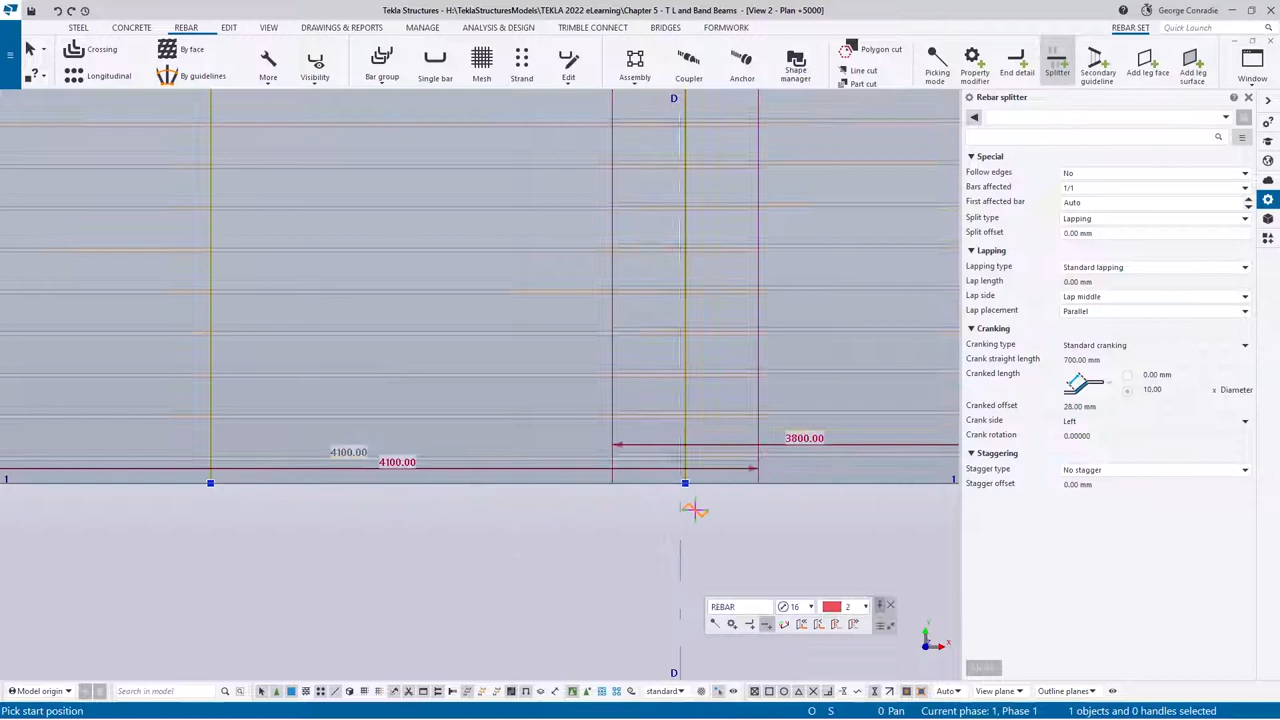 Tekla Structures - H:\TeklaStructuresModels\TEKLA 2022 eLearning\Chapter 5 - T L and Band Beams - [View 2 - Plan +5000]
George Conradie
STEEL CONCRETE REBAR EDIT VIEW DRAWINGS & REPORTS MANAGE ANALYSIS & DESIGN TRIMBLE CONNECT BRIDGES FORMWORK REBAR SET Quick Launch
Crossing By face
Longitudinal By guidelines
More Visibility Bar group Single bar Mesh Strand Edit Assembly Coupler Anchor Shape manager
Polygon cut
Line cut
Part cut
Picking mode Property modifier End detail Splitter Secondary guideline Add leg face Add leg surface Window
Rebar splitter
D
Special
Follow edges No
Bars affected 1/1
First affected bar Auto
Split type Lapping
Split offset 0.00 mm
Lapping
Lapping type Standard lapping
Lap length 0.00 mm
Lap side Lap middle
Lap placement Parallel
Cranking
Cranking type Standard cranking
Crank straight length 700.00 mm
Cranked length 0.00 mm
10.00 x Diameter
Cranked offset 28.00 mm
Crank side Left
Crank rotation 0.00000
Staggering
Stagger type No stagger
Stagger offset 0.00 mm
3800.00
4100.00
4100.00
1 1
REBAR 16 2
D
Y
X
Model origin Search in model standard Auto View plane Outline planes
Pick start position O S 0 Pan Current phase: 1, Phase 1 1 objects and 0 handles selected